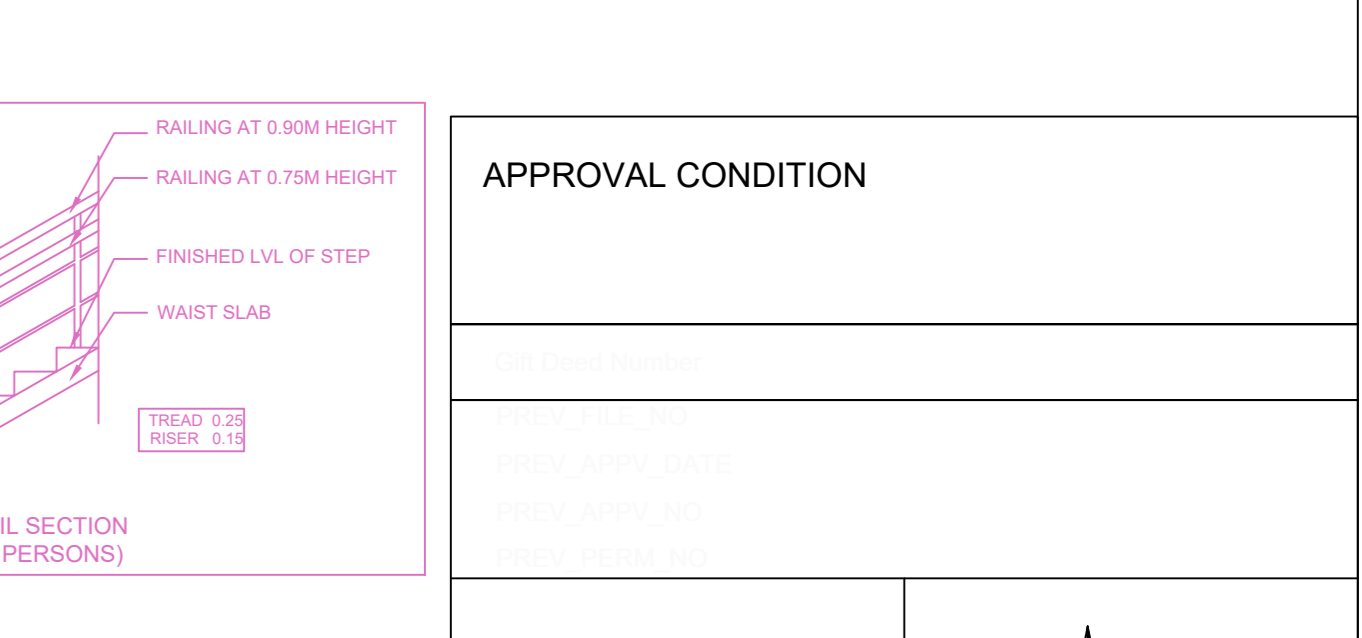 RAILING AT 0.90M HEIGHT
RAILING AT 0.75M HEIGHT
FINISHED LVL OF STEP
WAIST SLAB
TREAD 0.25
RISER 0.15
IL SECTION
PERSONS)
APPROVAL CONDITION
Gift Deed Number
PREV_FILE_NO
PREV_APPV_DATE
PREV_APPV_NO
PREV_PERM_NO